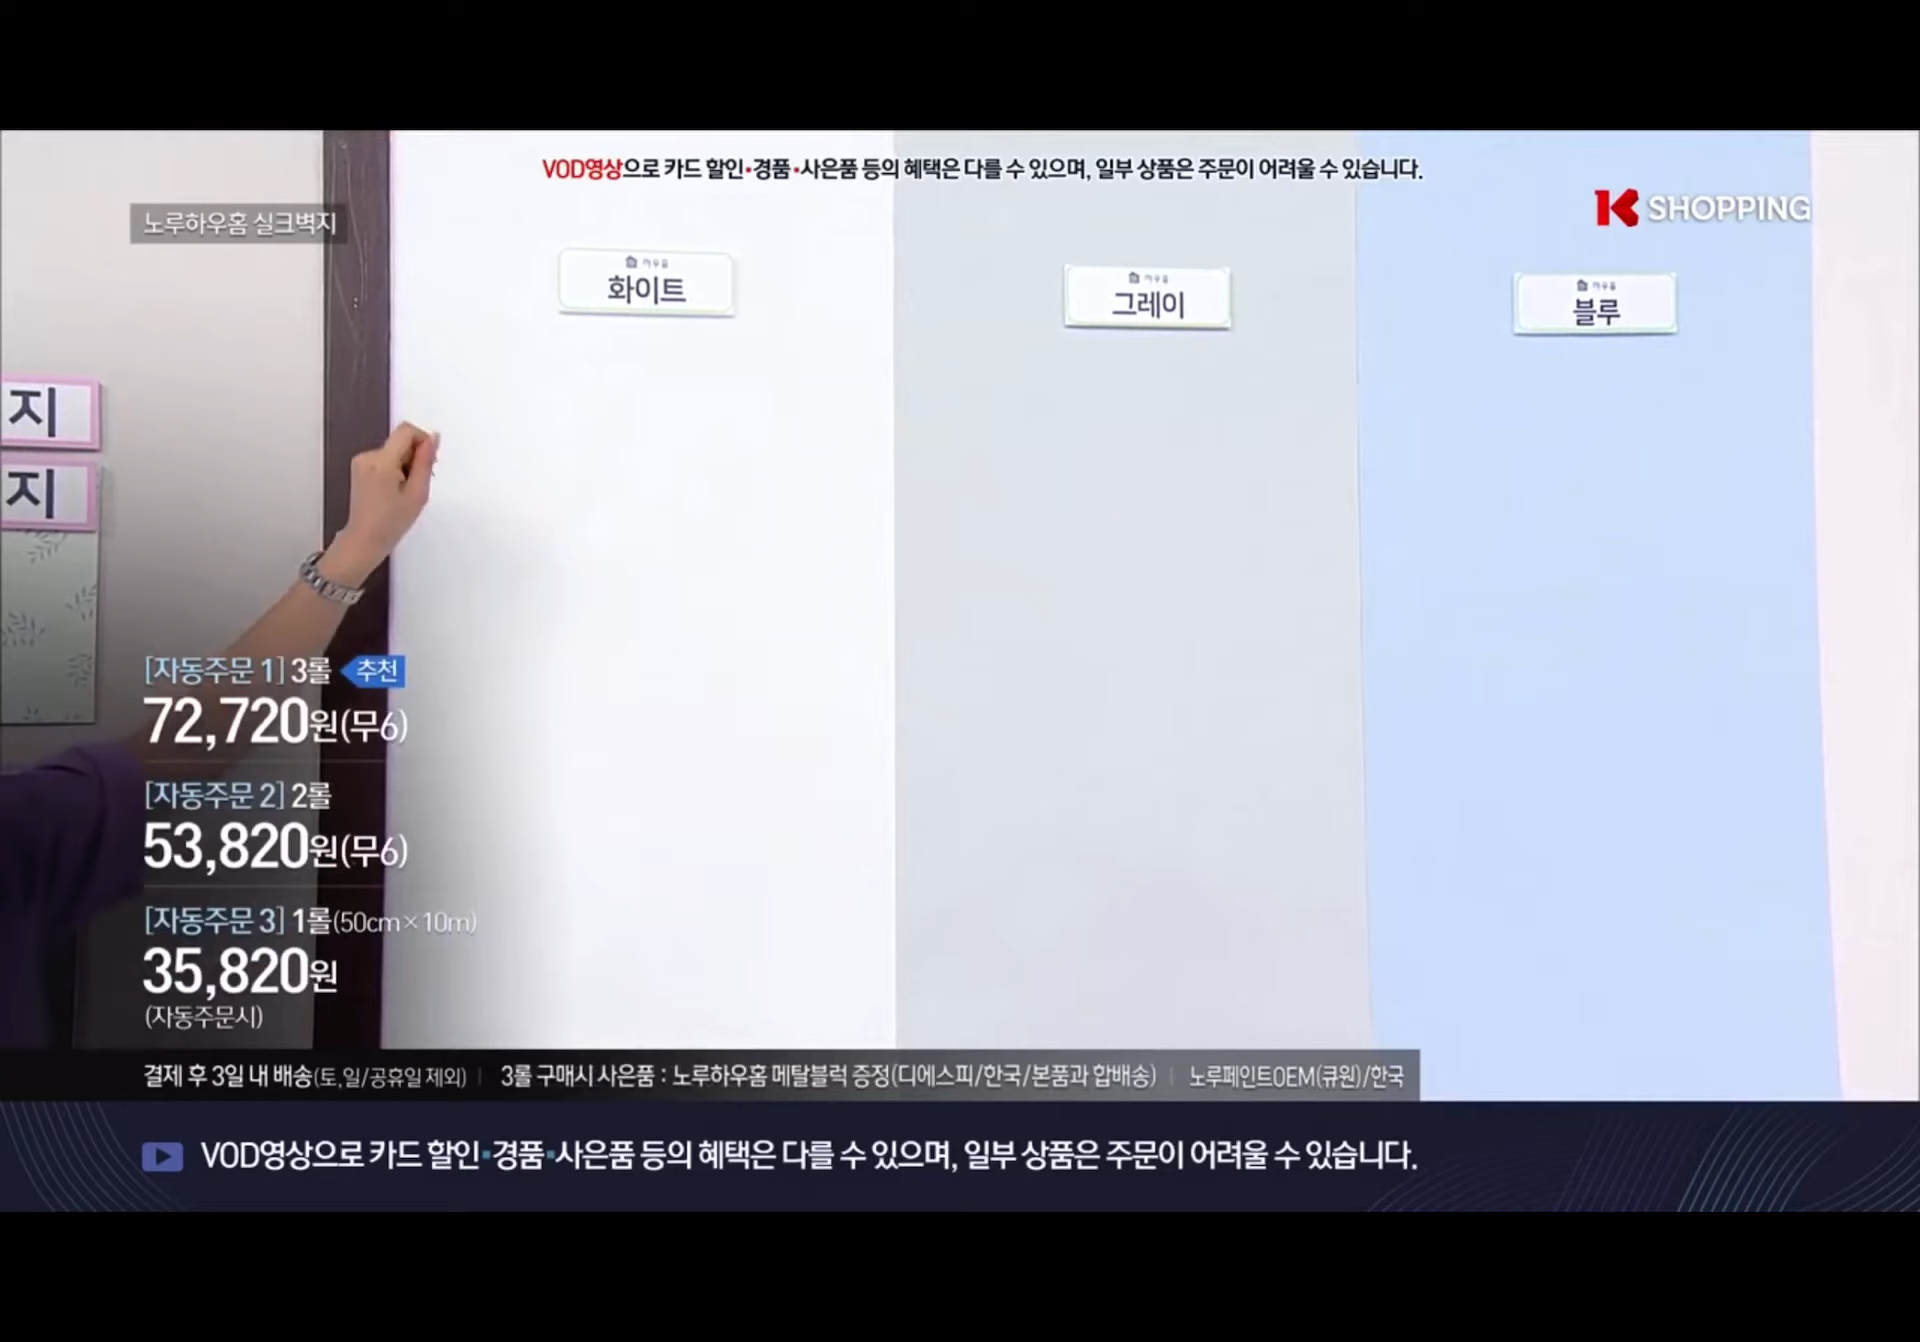 VOD영상으로 카드 할인•경품•사은품 등의 혜택은 다를 수 있으며, 일부 상품은 주문이 어려울 수 있습니다.
K SHOPPING
노루하우홈 실크벽지
하우홈
화이트
하우홈
그레이
하우홈
블루
지
지
[자동주문 1] 3롤 추천
72,720원(무6)
[자동주문 2] 2롤
53,820원(무6)
[자동주문 3] 1롤(50cm×10m)
35,820원
(자동주문시)
결제 후 3일 내 배송(토,일/공휴일 제외) | 3롤 구매시 사은품 : 노루하우홈 메탈블럭 증정(디에스피/한국/본품과 합배송) | 노루페인트OEM(큐원)/한국
VOD영상으로 카드 할인•경품•사은품 등의 혜택은 다를 수 있으며, 일부 상품은 주문이 어려울 수 있습니다.